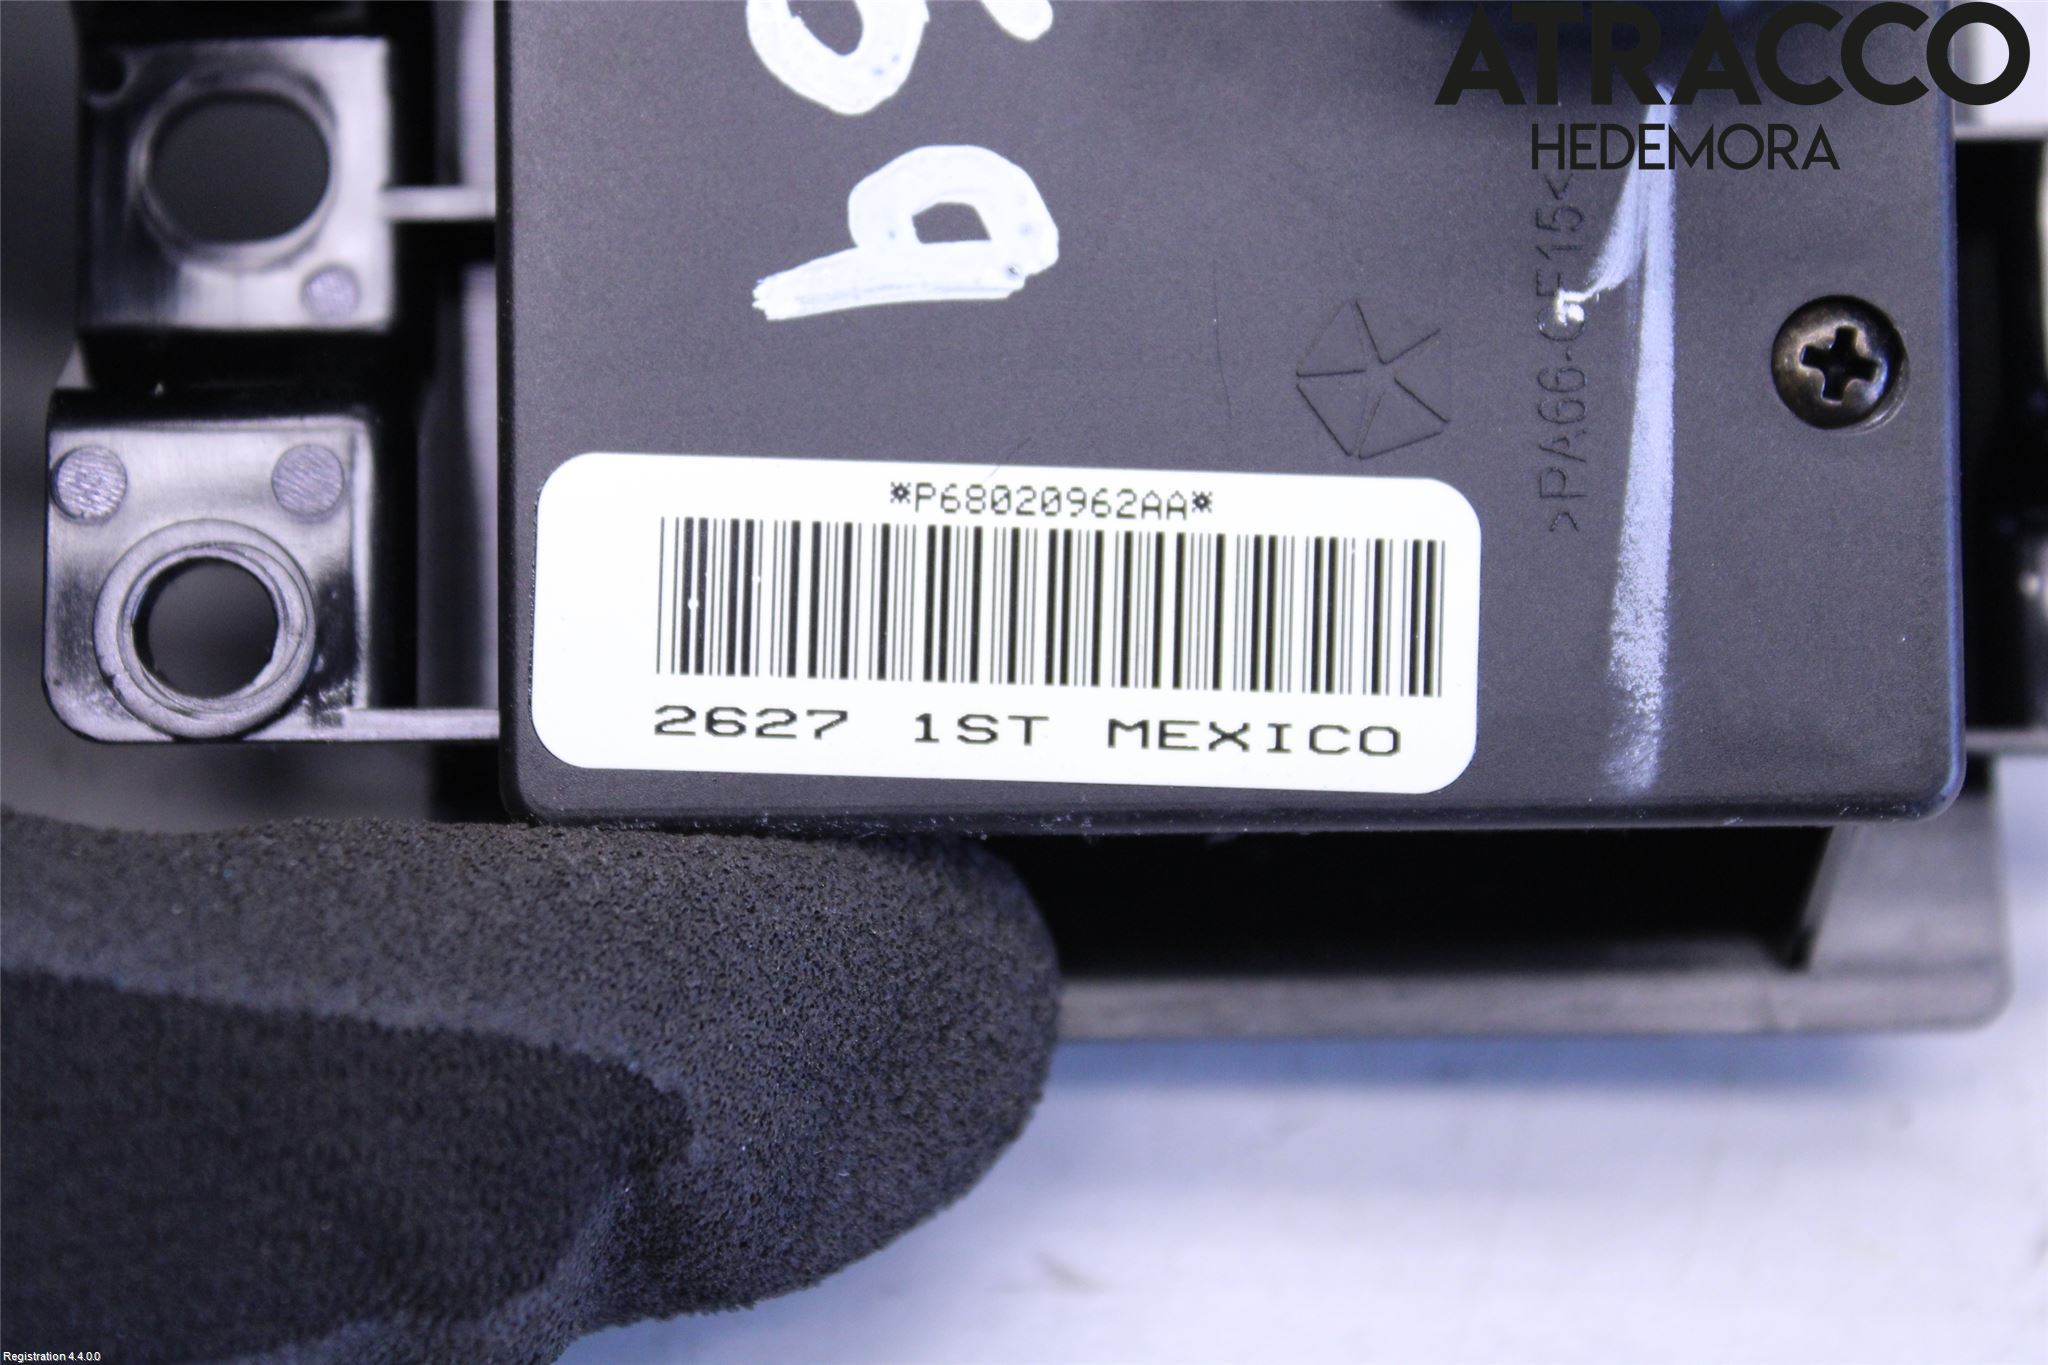 ATRACCO
HEDEMORA
>PA66-GF15<
*P68020962AA*
2627 1ST MEXICO
Registration 4.4.0.0